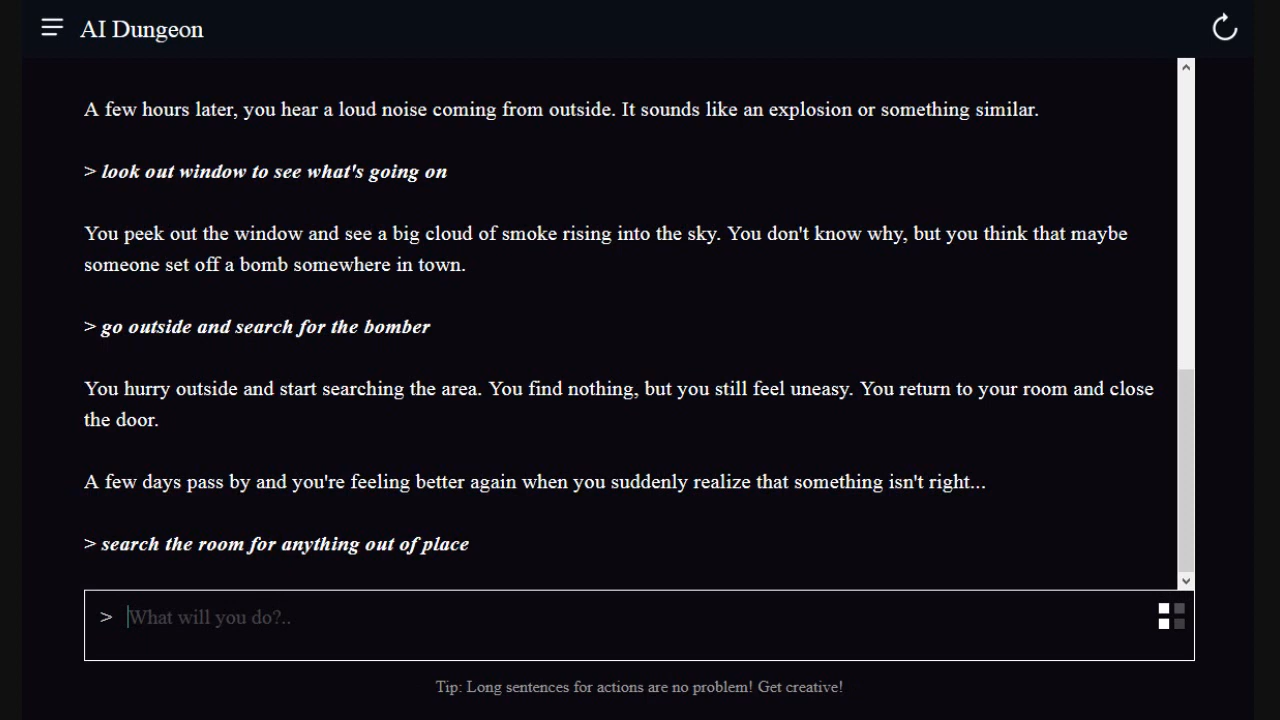 AI Dungeon
A few hours later, you hear a loud noise coming from outside. It sounds like an explosion or something similar.
> look out window to see what's going on
You peek out the window and see a big cloud of smoke rising into the sky. You don't know why, but you think that maybe
someone set off a bomb somewhere in town.
> go outside and search for the bomber
You hurry outside and start searching the area. You find nothing, but you still feel uneasy. You return to your room and close
the door.
A few days pass by and you're feeling better again when you suddenly realize that something isn't right...
> search the room for anything out of place
> What will you do?..
Tip: Long sentences for actions are no problem! Get creative!